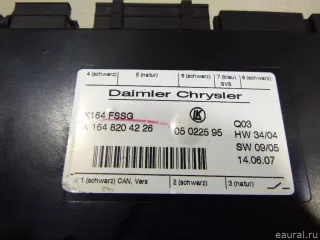 4 (schwarz) 5 (natur) 6 (schwarz) 7 (blau) 8 (schwarz)
SVS
Daimler Chrysler
X164 FSSG
A 164 820 42 26 05 0225 95
Q03
HW 34/04
SW 09/05
14.06.07
1 (schwarz) CAN, Vers 2 (schwarz) 3 (natur)
© eaural.ru